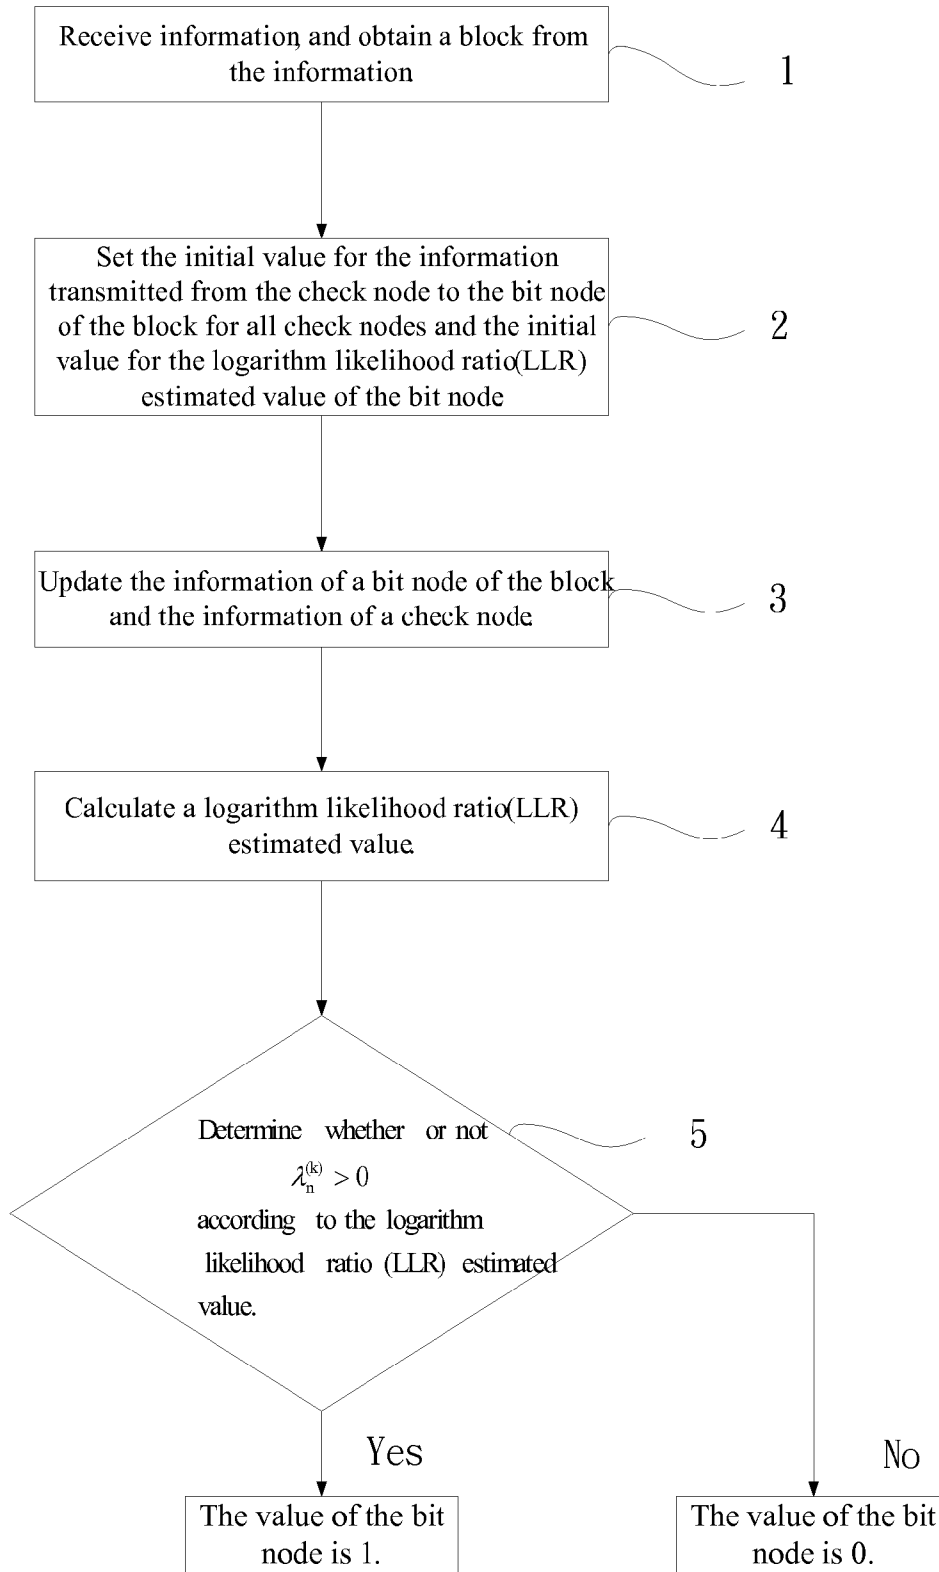 Receive information, and obtain a block from
the information.
1
Set the initial value for the information
transmitted from the check node to the bit node
of the block for all check nodes and the initial
value for the logarithm likelihood ratio(LLR)
estimated value of the bit node.
2
Update the information of a bit node of the block
and the information of a check node.
3
Calculate a logarithm likelihood ratio(LLR)
estimated value.
4
Determine whether or not
λₙ⁽ᵏ⁾ > 0
according to the logarithm
likelihood ratio (LLR) estimated
value.
5
Yes
No
The value of the bit
node is 1.
The value of the bit
node is 0.